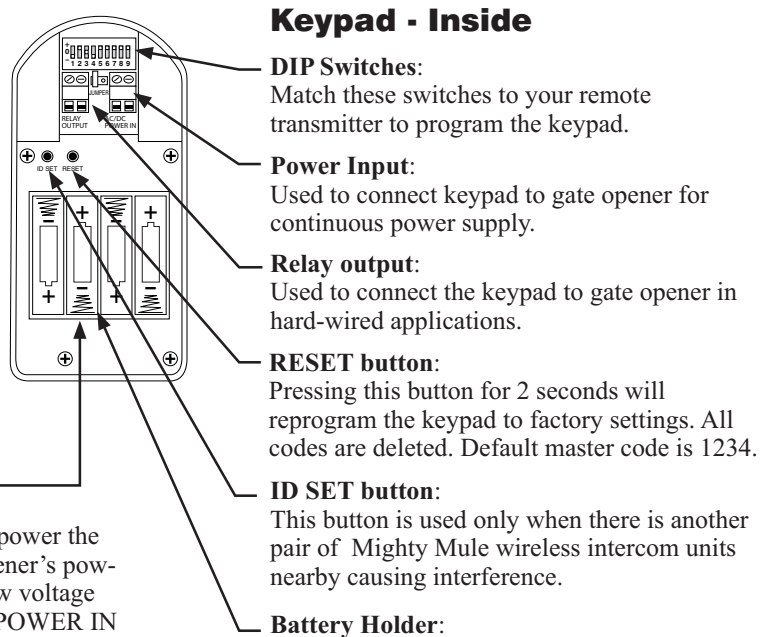 Keypad - Inside
+
0
–
1 2 3 4 5 6 7 8 9
JUMPER
RELAY
OUTPUT
AC/DC
POWER IN
ID SET
RESET
DIP Switches:
Match these switches to your remote
transmitter to program the keypad.
Power Input:
Used to connect keypad to gate opener for
continuous power supply.
Relay output:
Used to connect the keypad to gate opener in
hard-wired applications.
RESET button:
Pressing this button for 2 seconds will
reprogram the keypad to factory settings. All
codes are deleted. Default master code is 1234.
ID SET button:
This button is used only when there is another
pair of Mighty Mule wireless intercom units
nearby causing interference.
Battery Holder:
– + – +
+ – + –
power the
ener's pow-
w voltage
POWER IN